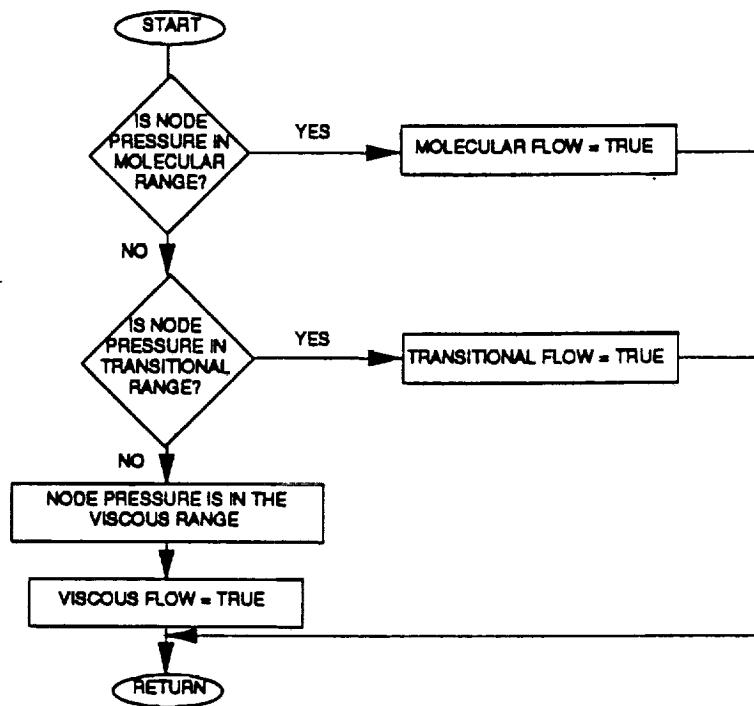 START
IS NODE
PRESSURE IN
MOLECULAR
RANGE?
YES
MOLECULAR FLOW = TRUE
NO
IS NODE
PRESSURE IN
TRANSITIONAL
RANGE?
YES
TRANSITIONAL FLOW = TRUE
NO
NODE PRESSURE IS IN THE
VISCOUS RANGE
VISCOUS FLOW = TRUE
RETURN